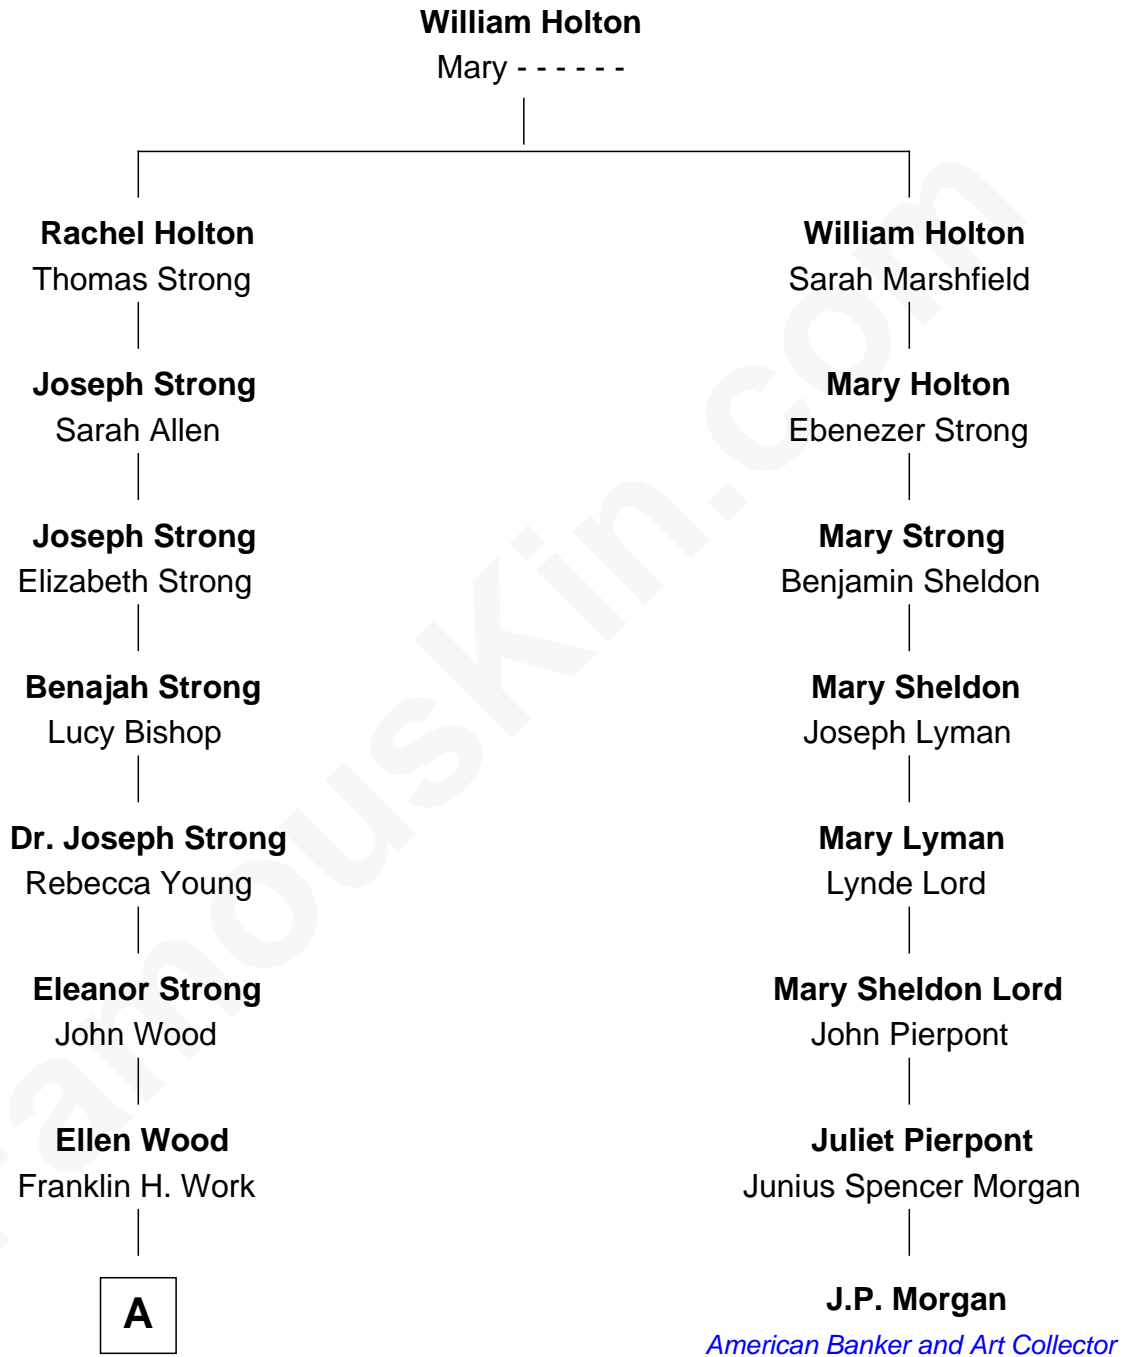 William Holton
Mary - - - - - -
Rachel Holton
Thomas Strong
William Holton
Sarah Marshfield
Joseph Strong
Sarah Allen
Mary Holton
Ebenezer Strong
Joseph Strong
Elizabeth Strong
Mary Strong
Benjamin Sheldon
Benajah Strong
Lucy Bishop
Mary Sheldon
Joseph Lyman
Dr. Joseph Strong
Rebecca Young
Mary Lyman
Lynde Lord
Eleanor Strong
John Wood
Mary Sheldon Lord
John Pierpont
Ellen Wood
Franklin H. Work
Juliet Pierpont
Junius Spencer Morgan
A
J.P. Morgan
American Banker and Art Collector
FamousKin.com